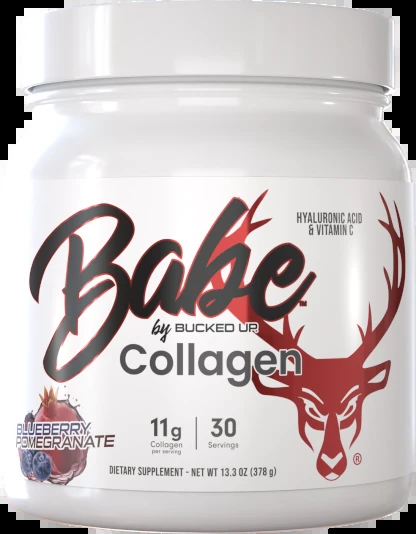 Babe™
by BUCKED UP.
Collagen
HYALURONIC ACID
& VITAMIN C
BLUEBERRY
POMEGRANATE
11g
Collagen
per serving
30
Servings
®
DIETARY SUPPLEMENT - NET WT 13.3 OZ (378 g)